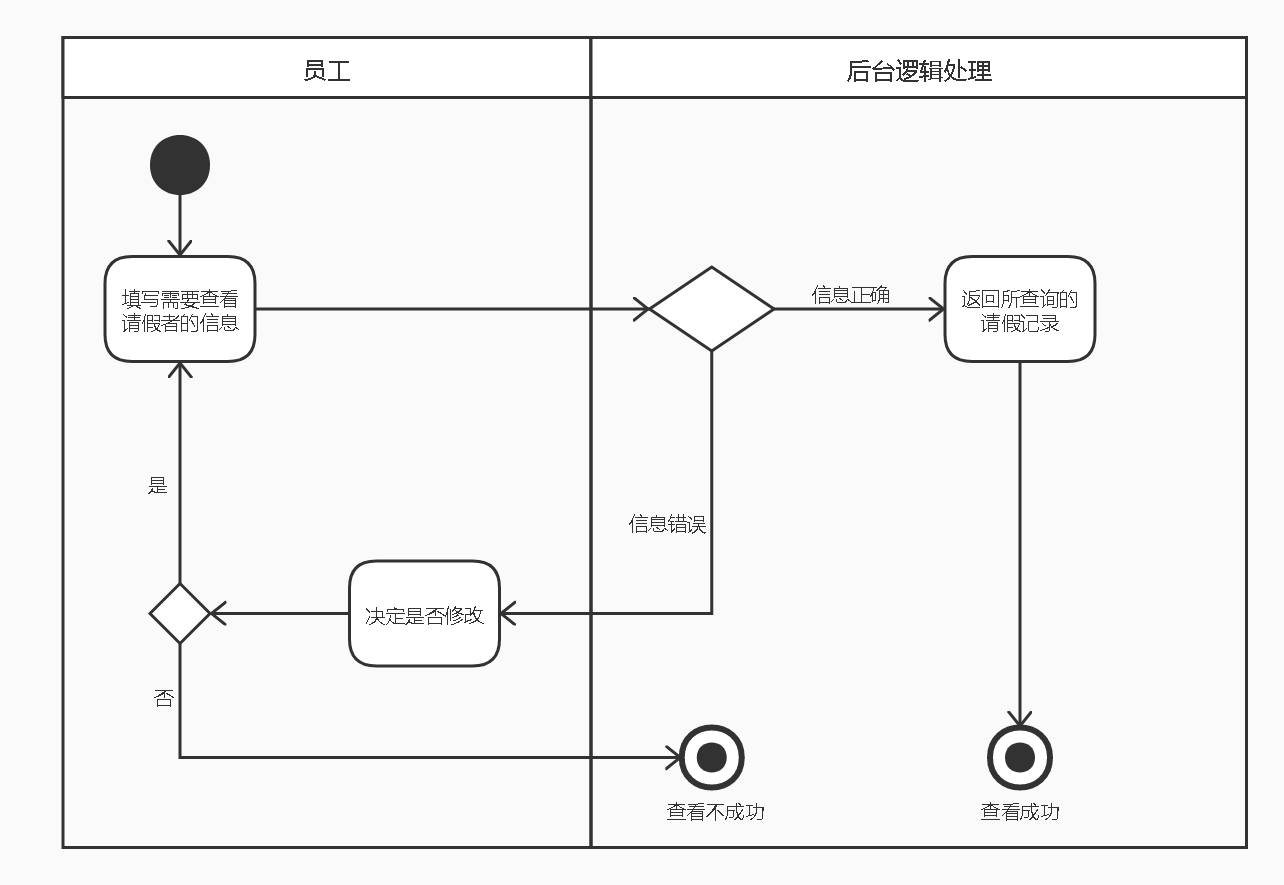 员工
后台逻辑处理
填写需要查看
请假者的信息
信息正确
返回所查询的
请假记录
是
信息错误
决定是否修改
否
查看不成功
查看成功